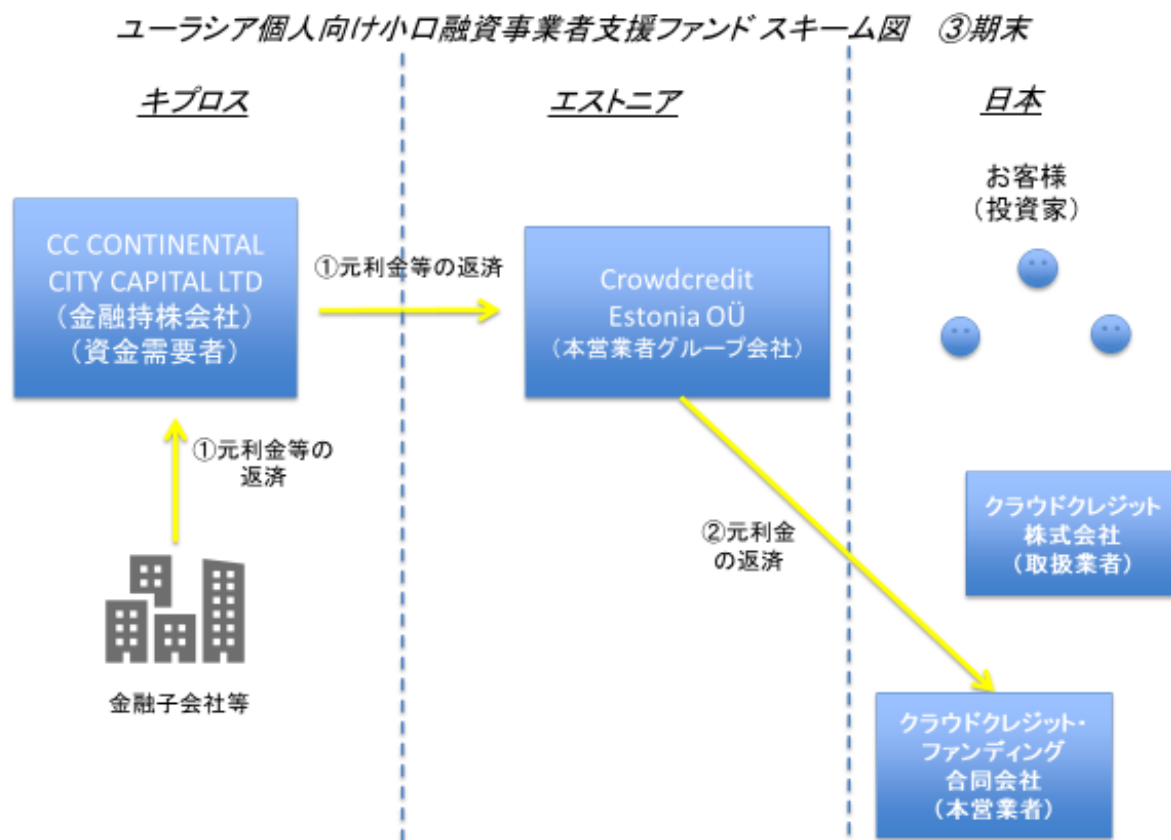 ユーラシア個人向け小口融資事業者支援ファンド スキーム図　③期末
キプロス
エストニア
日本
お客様
（投資家）
CC CONTINENTAL
CITY CAPITAL LTD
（金融持株会社）
（資金需要者）
①元利金等の返済
Crowdcredit
Estonia OÜ
（本営業者グループ会社）
①元利金等の
返済
②元利金
の返済
クラウドクレジット
株式会社
（取扱業者）
金融子会社等
クラウドクレジット・
ファンディング
合同会社
（本営業者）